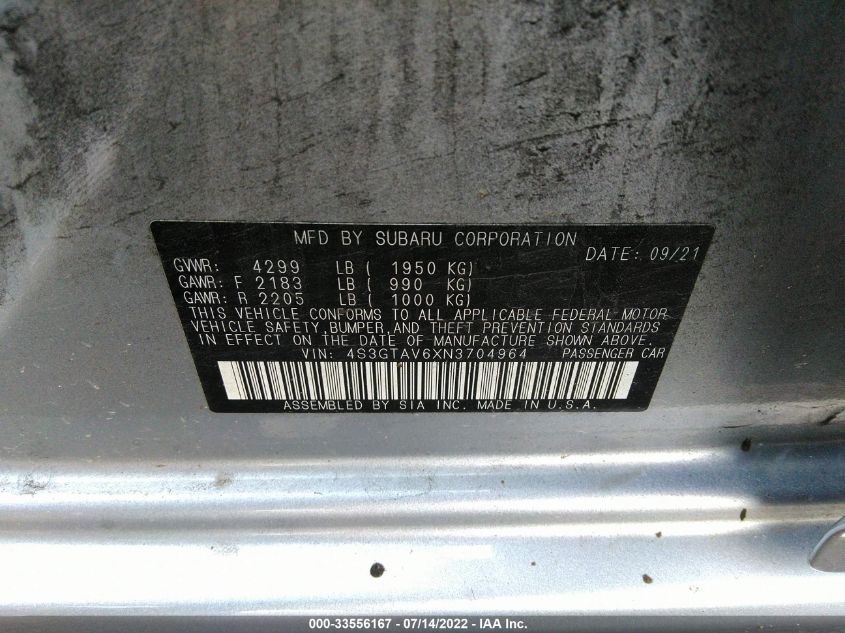 MFD BY SUBARU CORPORATION
DATE: 09/21
GVWR: 4299 LB ( 1950 KG)
GAWR: F 2183 LB ( 990 KG)
GAWR: R 2205 LB ( 1000 KG)
THIS VEHICLE CONFORMS TO ALL APPLICABLE FEDERAL MOTOR
VEHICLE SAFETY, BUMPER, AND THEFT PREVENTION STANDARDS
IN EFFECT ON THE DATE OF MANUFACTURE SHOWN ABOVE.
VIN: 4S3GTAV6XN3704964 PASSENGER CAR
ASSEMBLED BY SIA INC. MADE IN U.S.A.
000-33556167 - 07/14/2022 - IAA Inc.